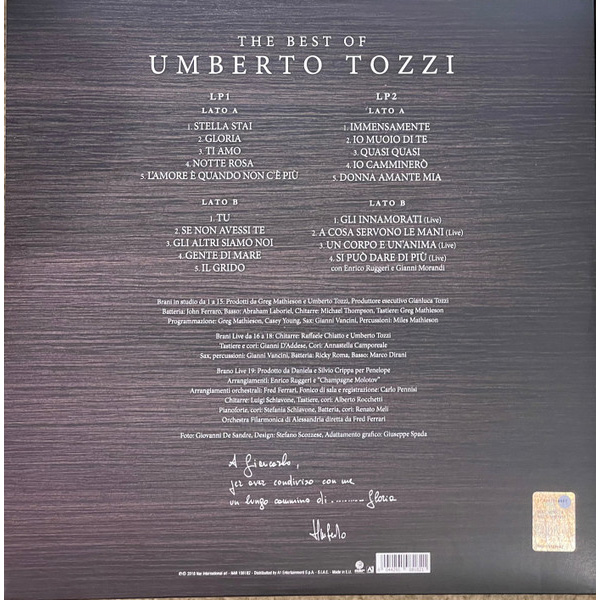 THE BEST OF
UMBERTO TOZZI
LP1
LATO A
1. STELLA STAI
2. GLORIA
3. TI AMO
4. NOTTE ROSA
5. L'AMORE È QUANDO NON C'È PIÙ
LATO B
1. TU
2. SE NON AVESSI TE
3. GLI ALTRI SIAMO NOI
4. GENTE DI MARE
5. IL GRIDO
LP2
LATO A
1. IMMENSAMENTE
2. IO MUOIO DI TE
3. QUASI QUASI
4. IO CAMMINERÒ
5. DONNA AMANTE MIA
LATO B
1. GLI INNAMORATI (Live)
2. A COSA SERVONO LE MANI (Live)
3. UN CORPO E UN'ANIMA (Live)
4. SI PUÒ DARE DI PIÙ (Live)
con Enrico Ruggeri e Gianni Morandi
Brani in studio da 1 a 15: Prodotti da Greg Mathieson e Umberto Tozzi, Produttore esecutivo Gianluca Tozzi
Batteria: John Ferraro, Basso: Abraham Laboriel, Chitarre: Michael Thompson, Tastiere: Greg Mathieson
Programmazione: Greg Mathieson, Casey Young, Sax: Gianni Vancini, Percussioni: Miles Mathieson
Brani Live da 16 a 18: Chitarre: Raffaele Chiatto e Umberto Tozzi
Tastiere e cori: Gianni D'Addese, Cori: Annastella Camporeale
Sax, percussioni: Gianni Vancini, Batteria: Ricky Roma, Basso: Marco Dirani
Brano Live 19: Prodotto da Daniela e Silvio Crippa per Penelope
Arrangiamenti: Enrico Ruggeri e "Champagne Molotov"
Arrangiamenti orchestrali: Fred Ferrari, Fonico di sala e registrazione: Carlo Pennisi
Chitarre: Luigi Schiavone, Tastiere, cori: Alberto Rocchetti
Pianoforte, cori: Stefania Schiavone, Batteria, cori: Renato Meli
Orchestra Filarmonica di Alessandria diretta da Fred Ferrari
Foto: Giovanni De Sandre, Design: Stefano Scozzese, Adattamento grafico: Giuseppe Spada
A Giancarlo,
per aver condiviso con me
un lungo cammino di ......... Gloria
Umberto